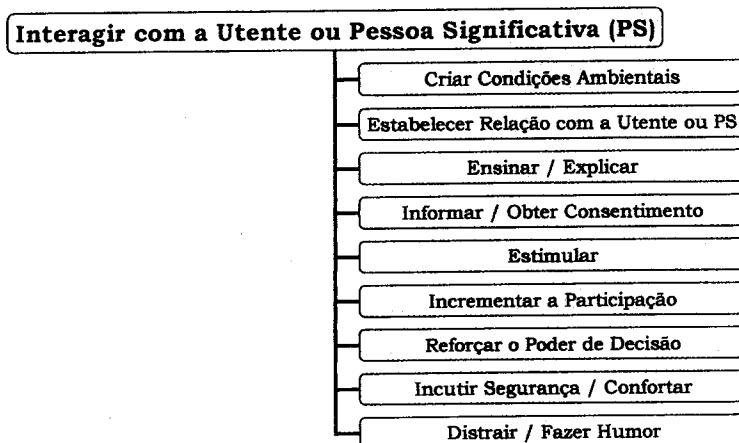 Interagir com a Utente ou Pessoa Significativa (PS)
Criar Condições Ambientais
Estabelecer Relação com a Utente ou PS
Ensinar / Explicar
Informar / Obter Consentimento
Estimular
Incrementar a Participação
Reforçar o Poder de Decisão
Incutir Segurança / Confortar
Distrair / Fazer Humor